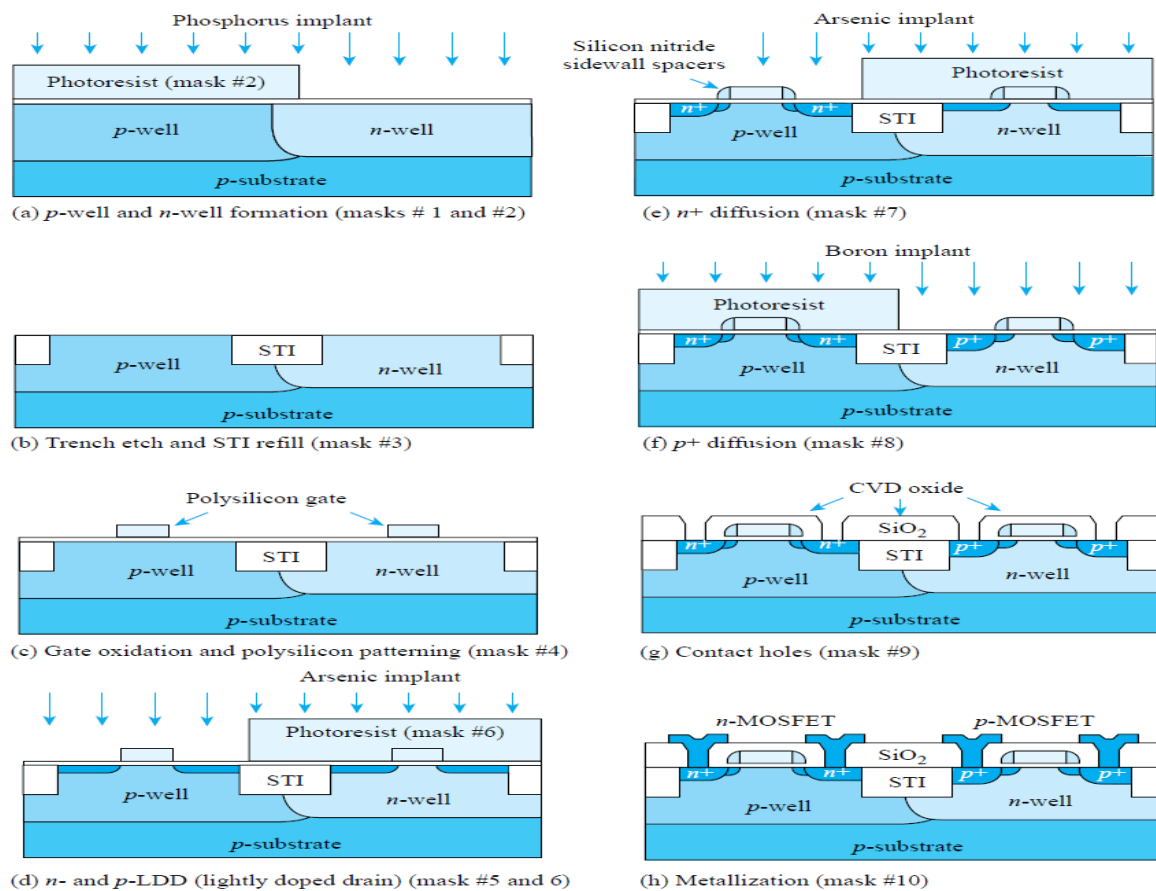 Phosphorus implant
Photoresist (mask #2)
p-well
n-well
p-substrate
(a) p-well and n-well formation (masks # 1 and #2)
STI
p-well
n-well
p-substrate
(b) Trench etch and STI refill (mask #3)
Polysilicon gate
p-well
STI
n-well
p-substrate
(c) Gate oxidation and polysilicon patterning (mask #4)
Arsenic implant
Photoresist (mask #6)
p-well
STI
n-well
p-substrate
(d) n- and p-LDD (lightly doped drain) (mask #5 and 6)
Arsenic implant
Silicon nitride
sidewall spacers
Photoresist
n+
n+
STI
p-well
n-well
p-substrate
(e) n+ diffusion (mask #7)
Boron implant
Photoresist
n+
n+
STI
p+
p+
p-well
n-well
p-substrate
(f) p+ diffusion (mask #8)
CVD oxide
SiO2
n+
n+
STI
p+
p+
p-well
n-well
p-substrate
(g) Contact holes (mask #9)
n-MOSFET
p-MOSFET
SiO2
n+
n+
STI
p+
p+
p-well
n-well
p-substrate
(h) Metallization (mask #10)